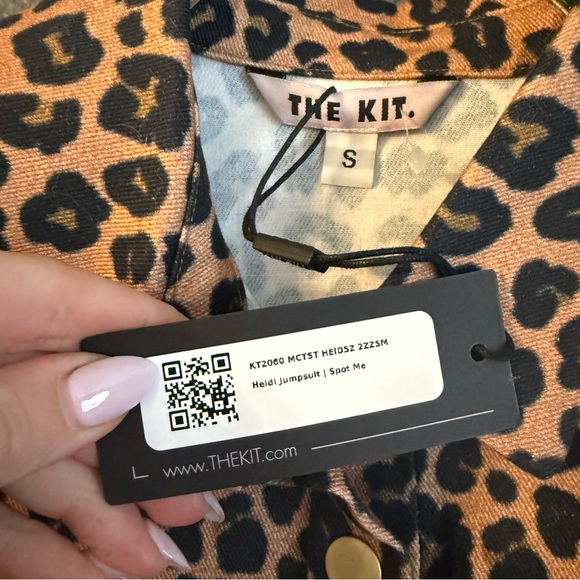 THE KIT.
S
KT2060 MCTST HEIDSZ 2ZZSM
Heidi Jumpsuit | Spot Me
www.THEKIT.com